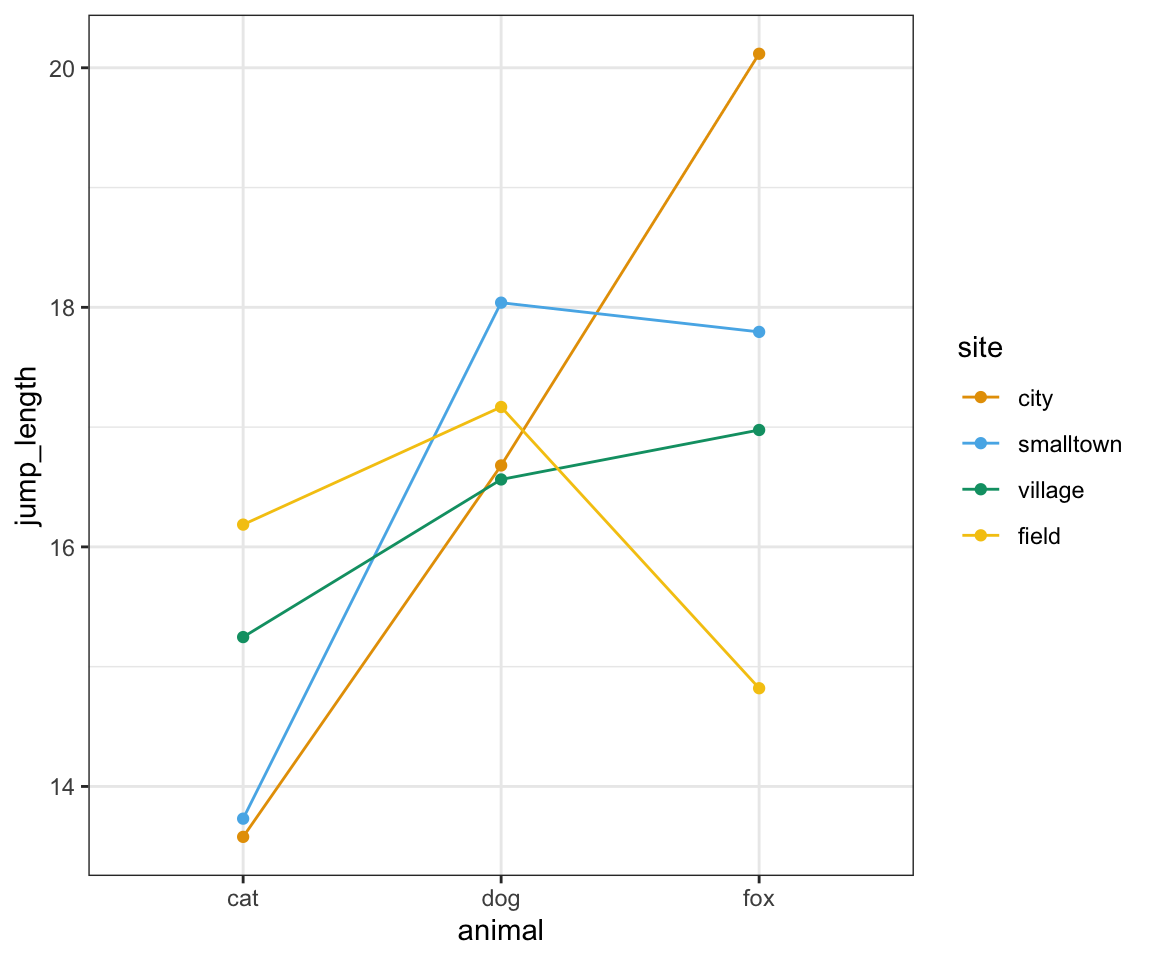 20
18
16
14
jump_length
cat dog fox
animal
site
city
smalltown
village
field